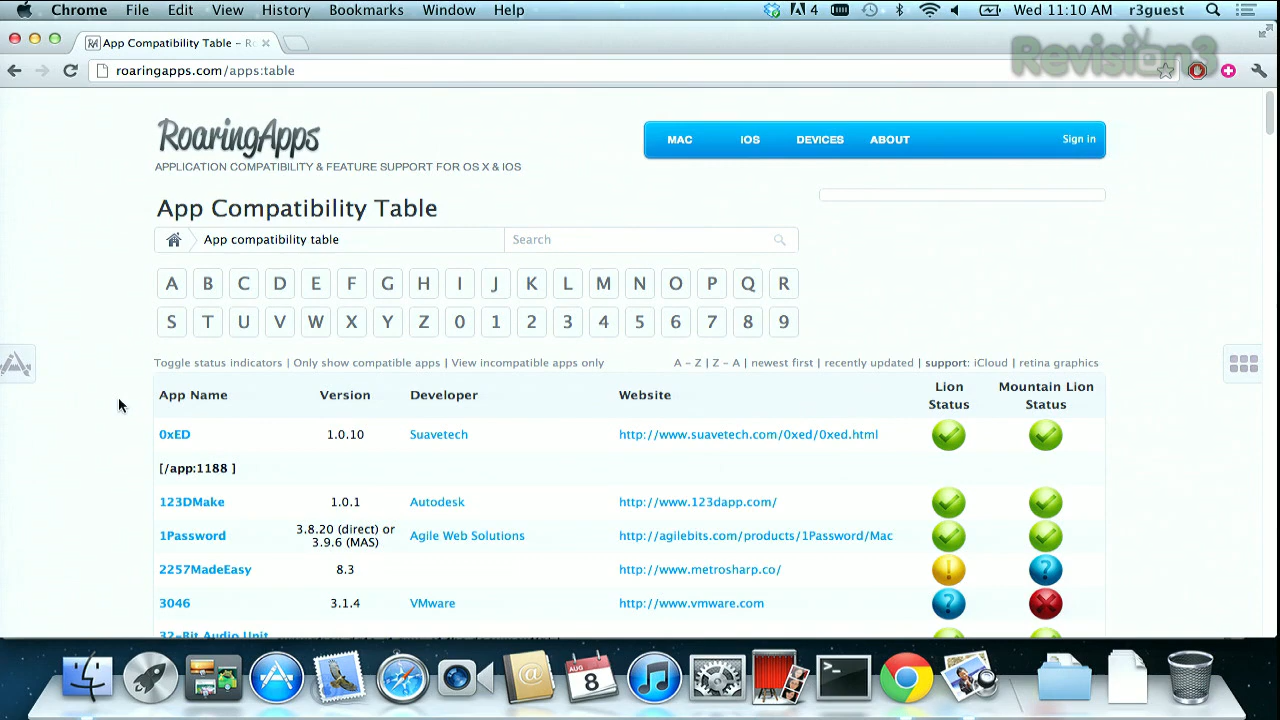 Chrome File Edit View History Bookmarks Window Help 4 Wed 11:10 AM r3guest
App Compatibility Table – Ro
Revision3
roaringapps.com/apps:table
RoaringApps
MAC IOS DEVICES ABOUT Sign in
APPLICATION COMPATIBILITY & FEATURE SUPPORT FOR OS X & IOS
App Compatibility Table
App compatibility table Search
A B C D E F G H I J K L M N O P Q R
S T U V W X Y Z 0 1 2 3 4 5 6 7 8 9
Toggle status indicators | Only show compatible apps | View incompatible apps only A – Z | Z – A | newest first | recently updated | support: iCloud | retina graphics
App Name Version Developer Website Lion Status Mountain Lion Status
0xED 1.0.10 Suavetech http://www.suavetech.com/0xed/0xed.html
[/app:1188 ]
123DMake 1.0.1 Autodesk http://www.123dapp.com/
1Password 3.8.20 (direct) or 3.9.6 (MAS) Agile Web Solutions http://agilebits.com/products/1Password/Mac
2257MadeEasy 8.3 http://www.metrosharp.co/
3046 3.1.4 VMware http://www.vmware.com
32-Bit Audio Unit
AUG
8